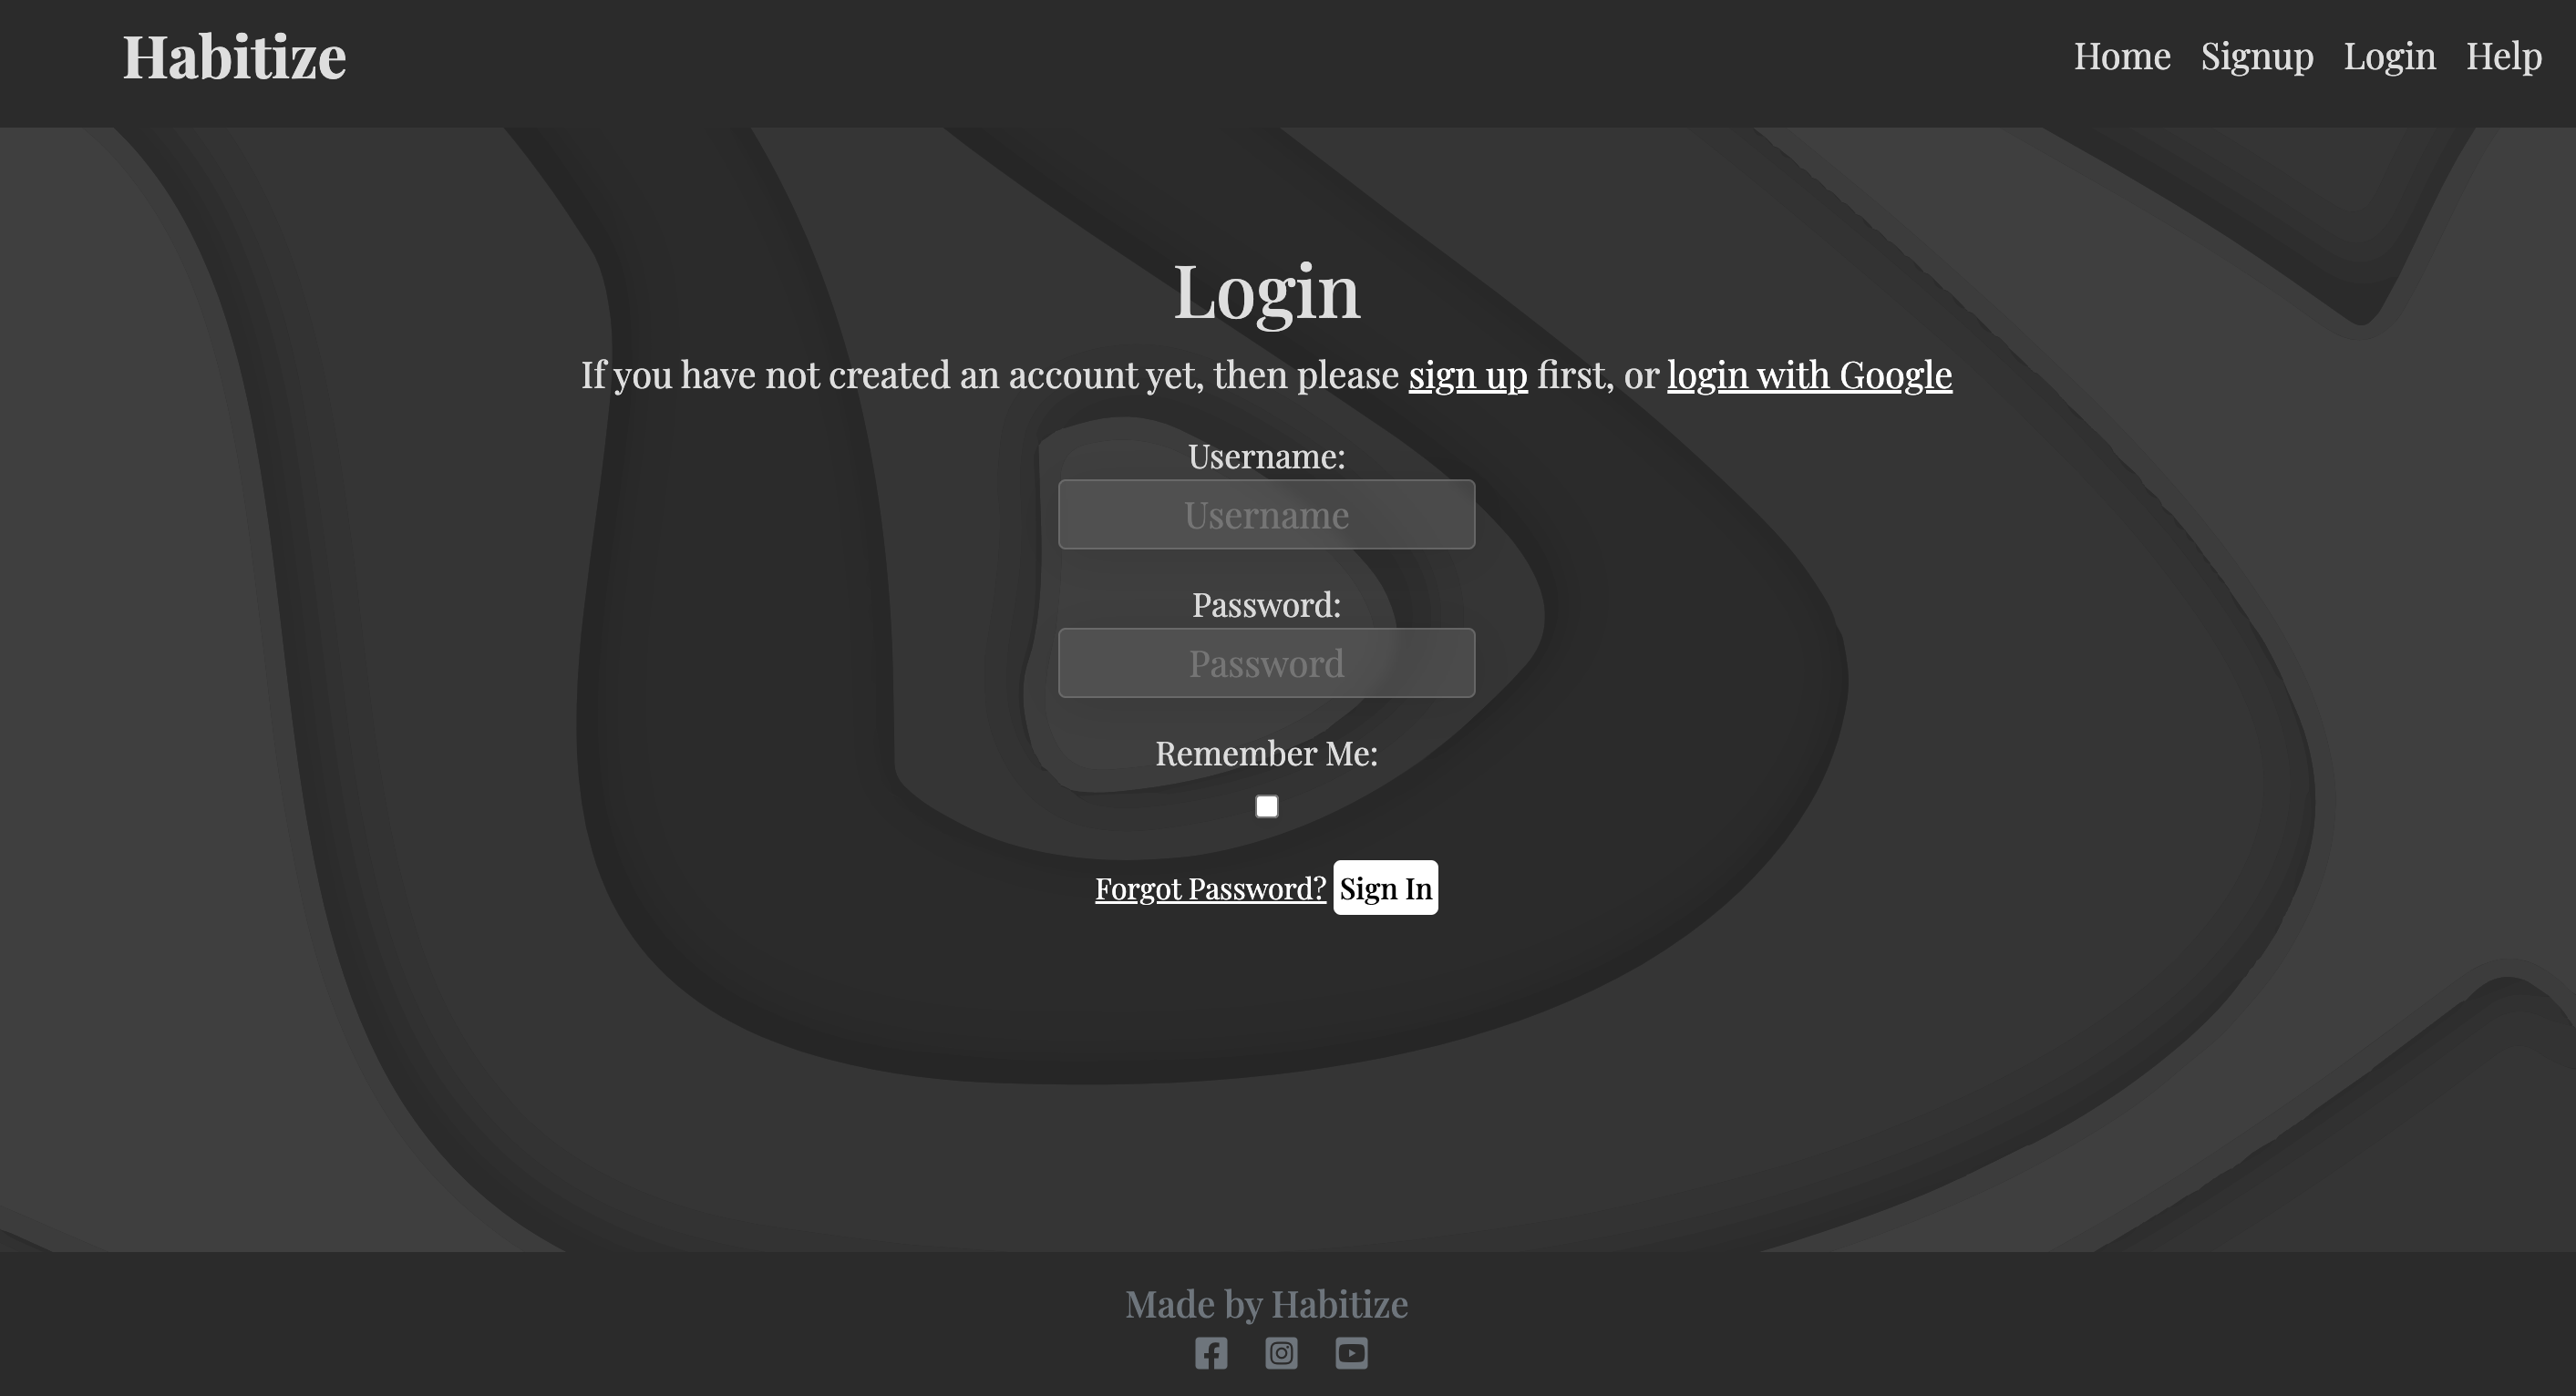 Habitize
Home Signup Login Help
Login
If you have not created an account yet, then please sign up first, or login with Google
Username:
Username
Password:
Password
Remember Me:
Forgot Password? Sign In
Made by Habitize